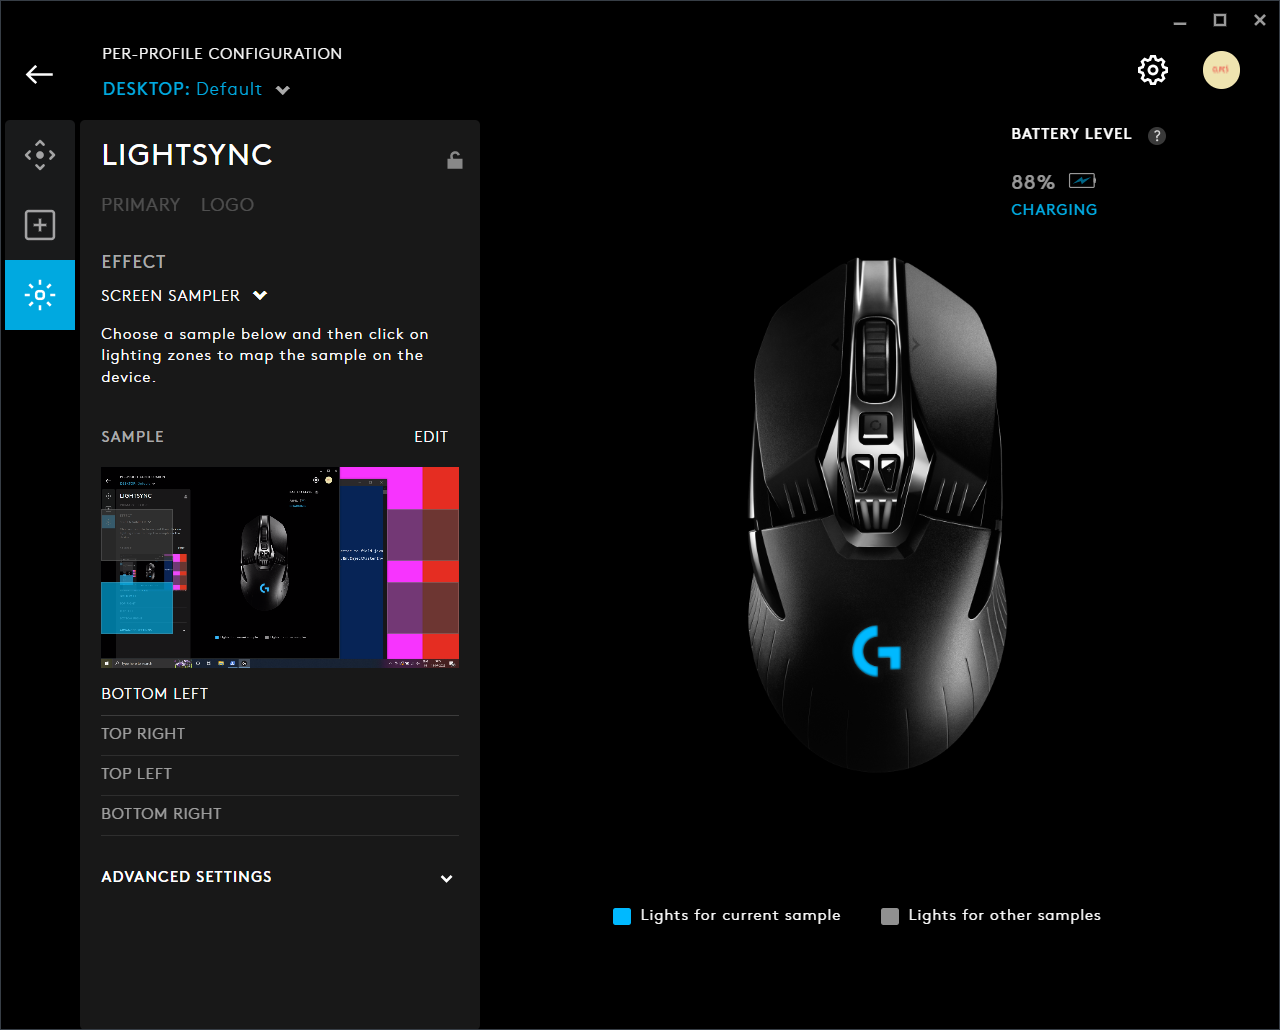 PER-PROFILE CONFIGURATION
DESKTOP: Default
BATTERY LEVEL ?
88%
CHARGING
LIGHTSYNC
PRIMARY LOGO
EFFECT
SCREEN SAMPLER
Choose a sample below and then click on
lighting zones to map the sample on the
device.
SAMPLE EDIT
LIGHTSYNC
BOTTOM LEFT
TOP RIGHT
TOP LEFT
BOTTOM RIGHT
ADVANCED SETTINGS
Lights for current sample Lights for other samples